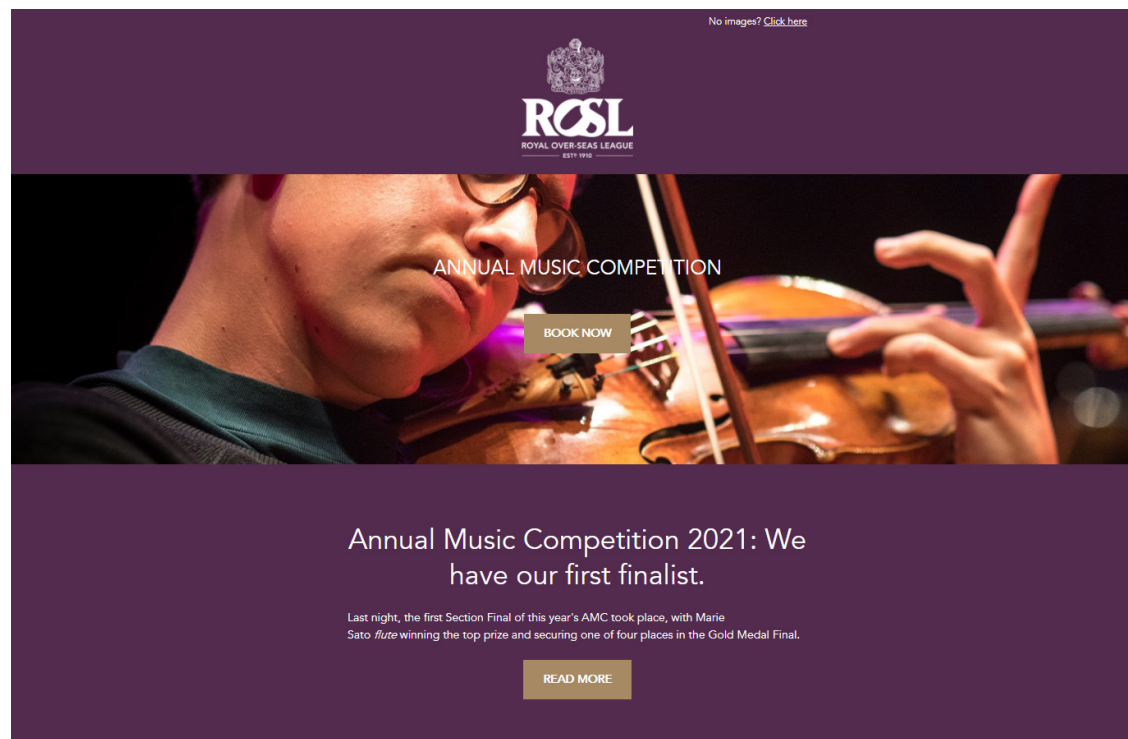 No images? Click here
ROSL
ROYAL OVER-SEAS LEAGUE
ESTD 1910
ANNUAL MUSIC COMPETITION
BOOK NOW
Annual Music Competition 2021: We
have our first finalist.
Last night, the first Section Final of this year's AMC took place, with Marie
Sato flute winning the top prize and securing one of four places in the Gold Medal Final.
READ MORE